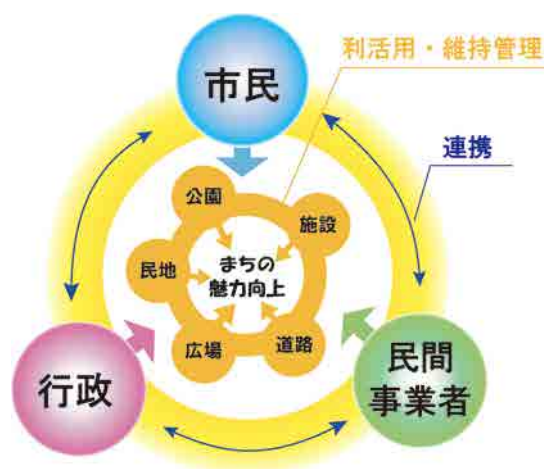 利活用・維持管理
市民
連携
公園
施設
民地
まちの
魅力向上
広場
道路
行政
民間
事業者